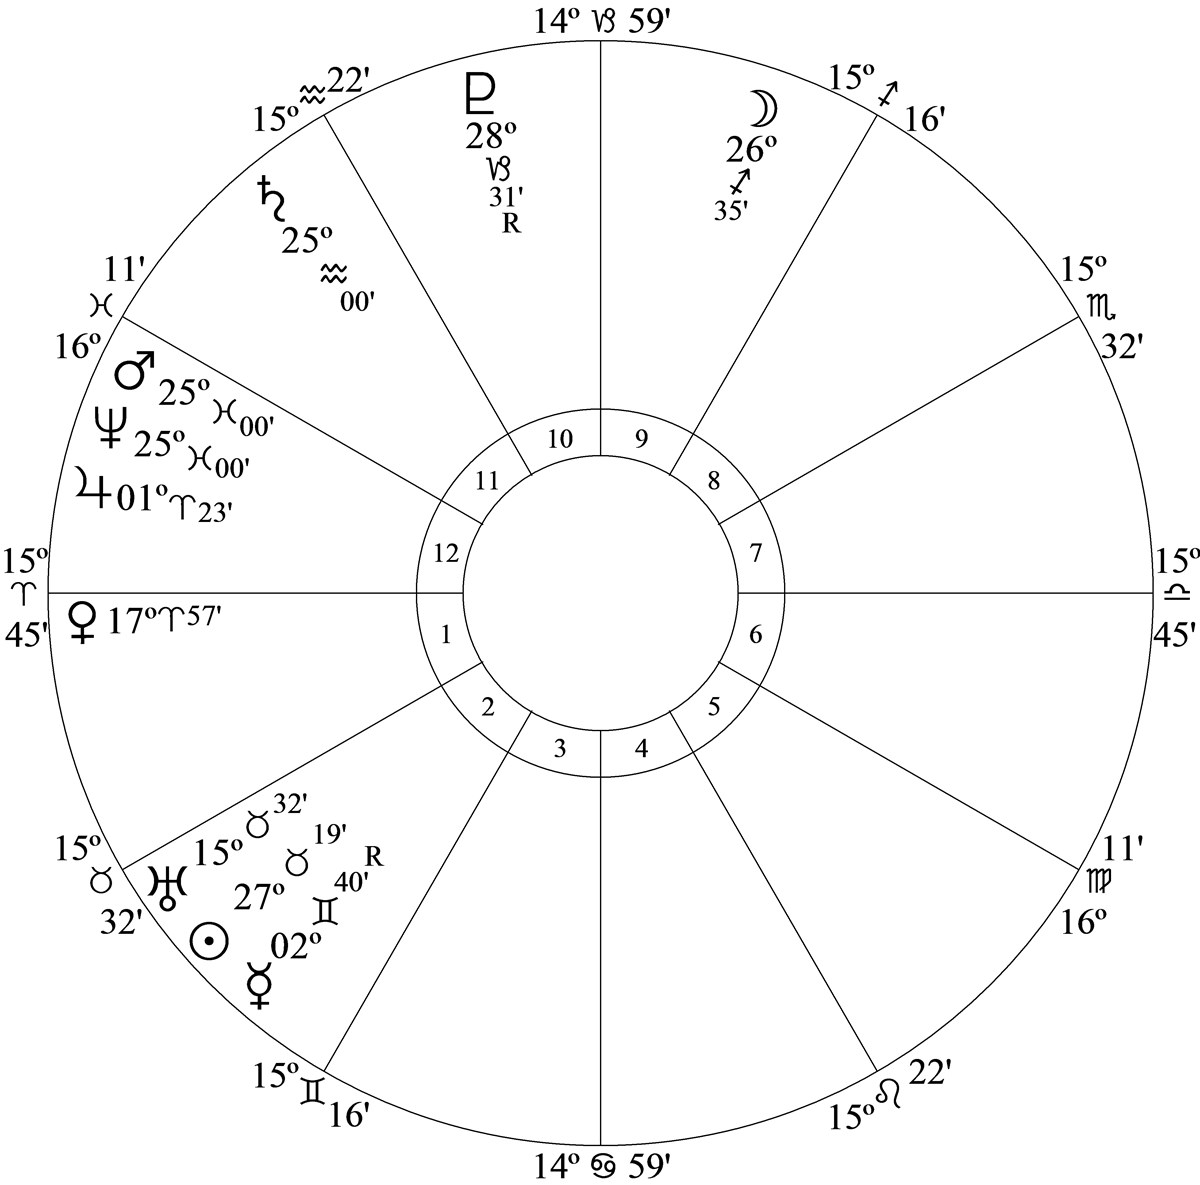 14º ♑ 59'
15º ♐ 16'
15º ♏ 32'
15º ♎ 45'
11' ♍ 16º
22' ♌ 15º
14º ♋ 59'
15º ♊ 16'
15º ♉ 32'
15º ♈ 45'
11' ♓ 16º
15º ♒ 22'
♇ 28º ♑ 31' R
☽ 26º ♐ 35'
♄ 25º ♒ 00'
♂ 25º ♓ 00'
♆ 25º ♓ 00'
♃ 01º ♈ 23'
♀ 17º ♈ 57'
♅ 15º ♉ 32'
☉ 27º ♉ 19'
☿ 02º ♊ 40' R
1
2
3
4
5
6
7
8
9
10
11
12